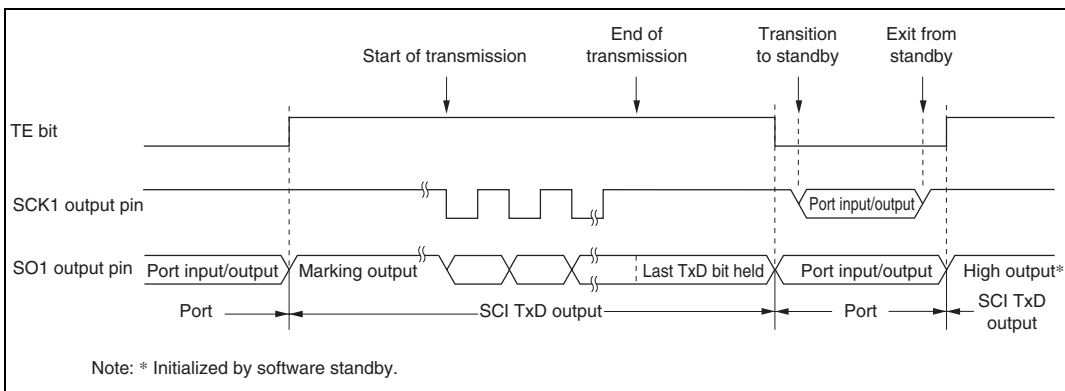 Start of transmission
End of
transmission
Transition
to standby
Exit from
standby
TE bit
SCK1 output pin
Port input/output
SO1 output pin
Port input/output
Marking output
Last TxD bit held
Port input/output
High output*
Port
SCI TxD output
Port
SCI TxD
output
Note: * Initialized by software standby.